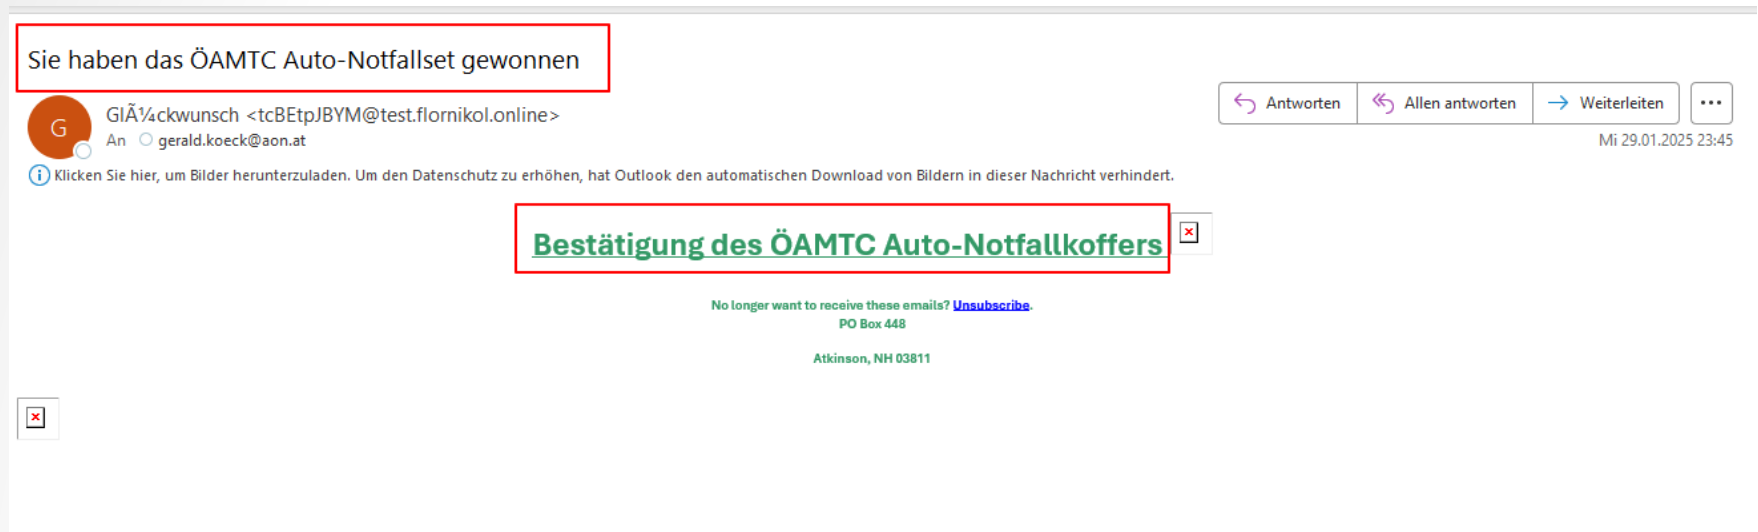 Sie haben das ÖAMTC Auto-Notfallset gewonnen
G
GlÃ¼ckwunsch <tcBEtpJBYM@test.flornikol.online>
An gerald.koeck@aon.at
Antworten Allen antworten Weiterleiten ...
Mi 29.01.2025 23:45
Klicken Sie hier, um Bilder herunterzuladen. Um den Datenschutz zu erhöhen, hat Outlook den automatischen Download von Bildern in dieser Nachricht verhindert.
Bestätigung des ÖAMTC Auto-Notfallkoffers
No longer want to receive these emails? Unsubscribe.
PO Box 448
Atkinson, NH 03811